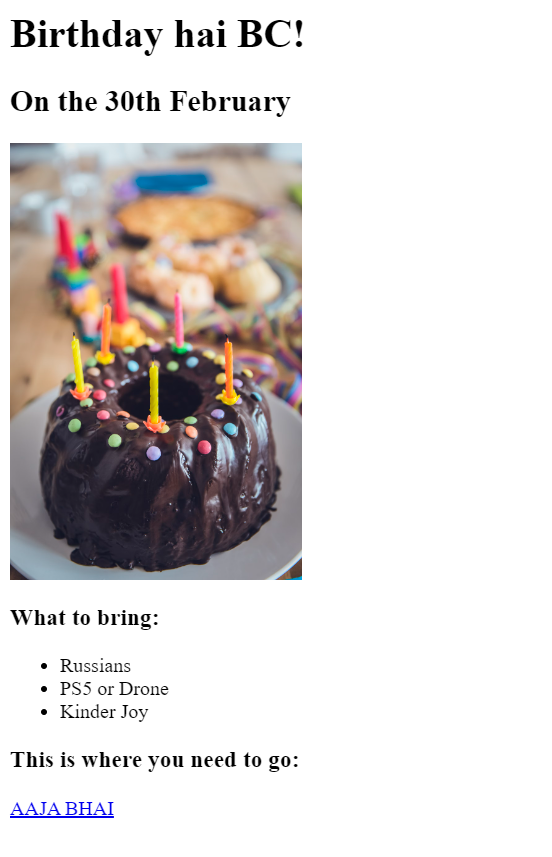 Birthday hai BC!
On the 30th February
What to bring:
Russians
PS5 or Drone
Kinder Joy
This is where you need to go:
AAJA BHAI